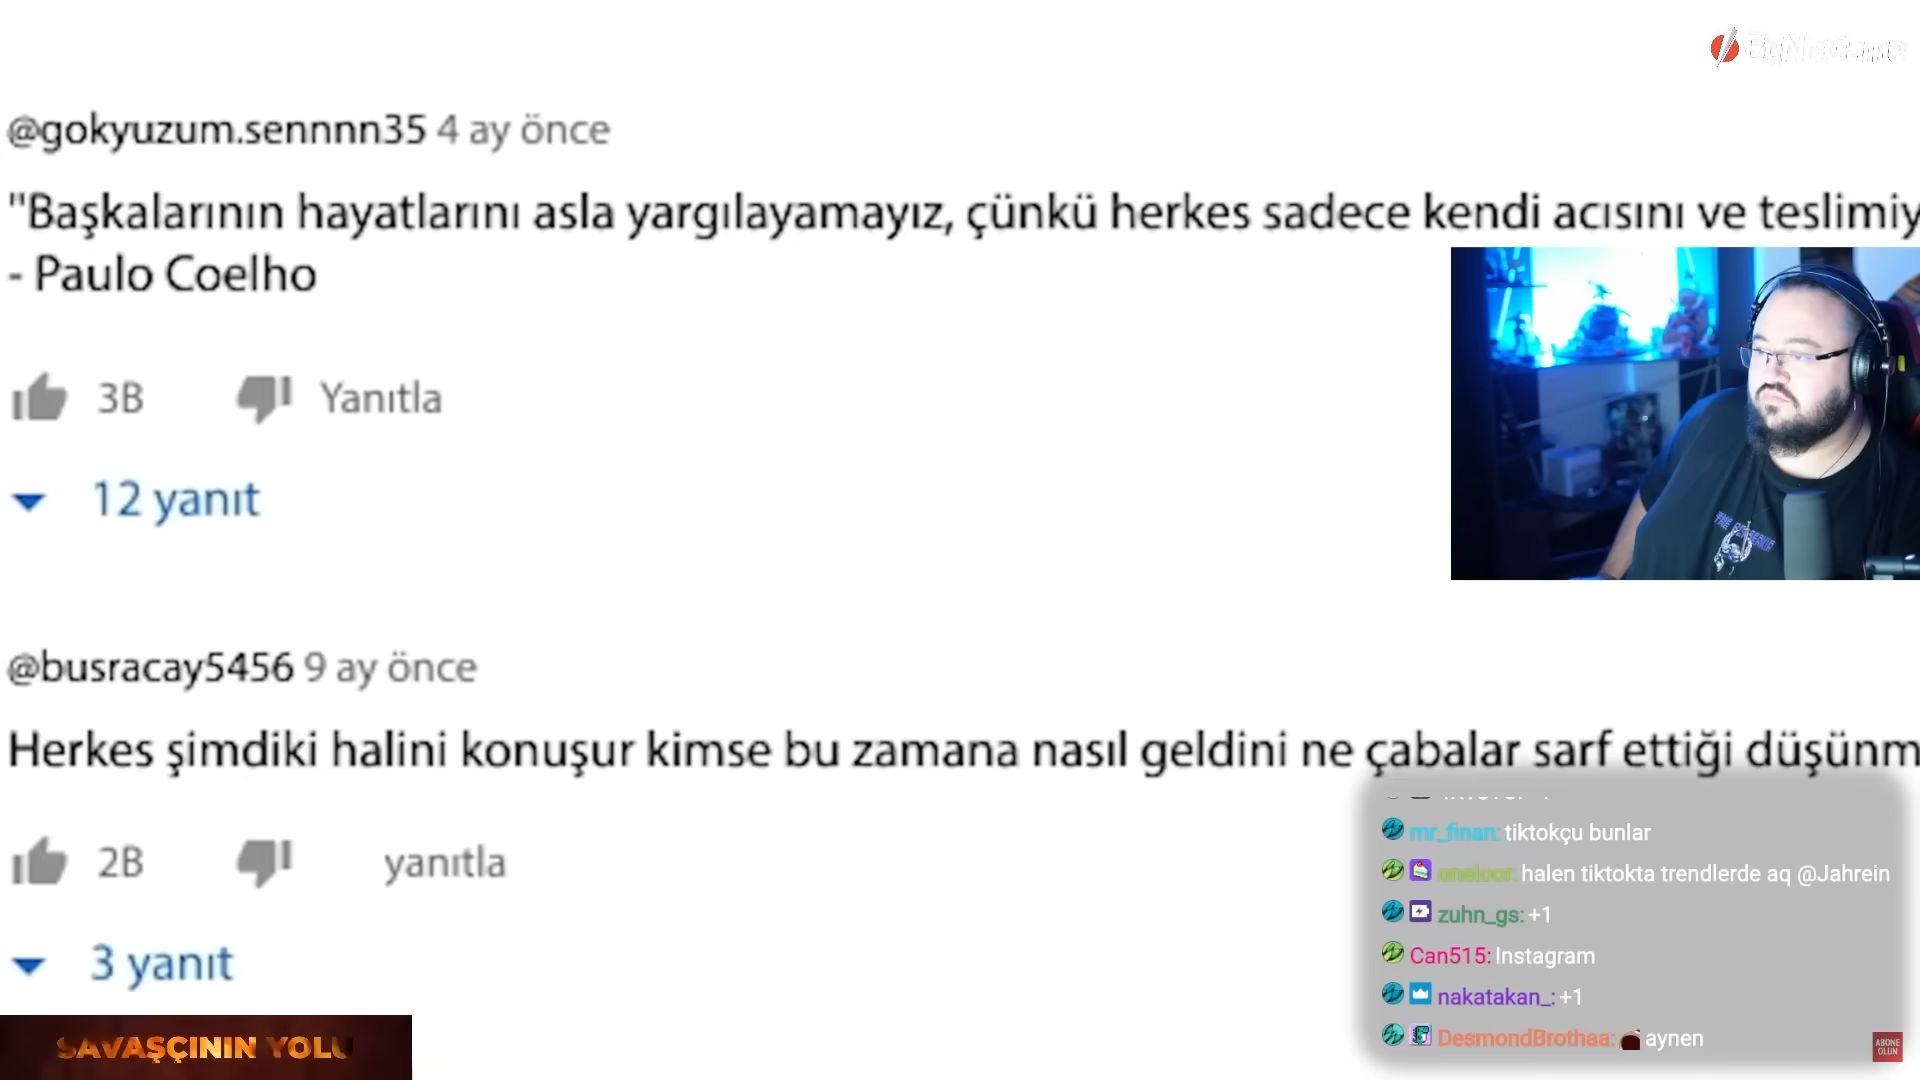 @gokyuzum.sennnn35 4 ay önce
"Başkalarının hayatlarını asla yargılayamayız, çünkü herkes sadece kendi acısını ve teslimiy
- Paulo Coelho
3B Yanıtla
12 yanıt
@busracay5456 9 ay önce
Herkes şimdiki halini konuşur kimse bu zamana nasıl geldini ne çabalar sarf ettiği düşünm
2B yanıtla
3 yanıt
mr_finan: tiktokçu bunlar
oneloor: halen tiktokta trendlerde aq @Jahrein
zuhn_gs: +1
Can515: Instagram
nakatakan_: +1
DesmondBrothaa: aynen
SAVAŞÇININ YOLU
ABONE
OLUN